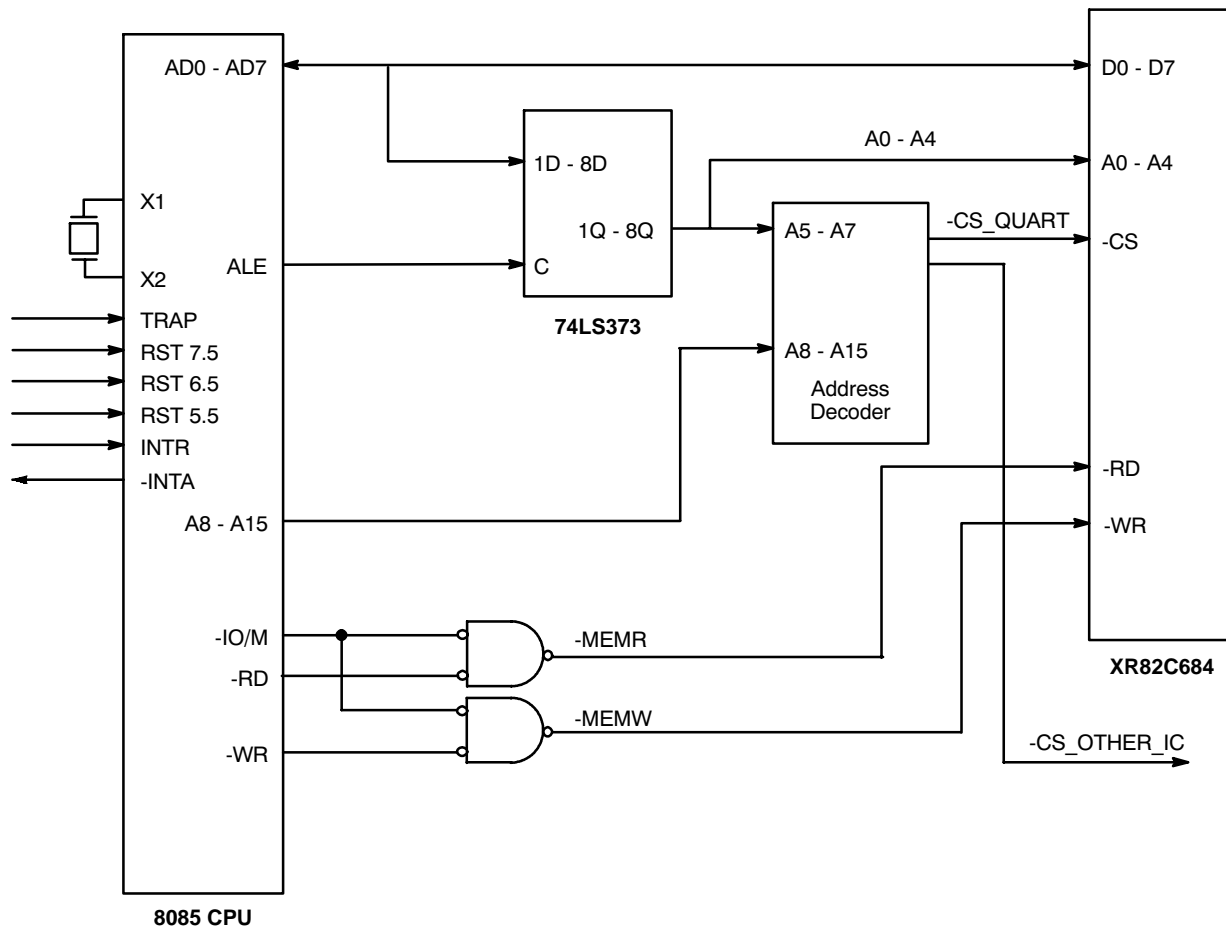 AD0 - AD7
D0 - D7
A0 - A4
1D - 8D
A0 - A4
X1
1Q - 8Q
A5 - A7
-CS_QUART
-CS
X2
ALE
C
TRAP
74LS373
RST 7.5
A8 - A15
RST 6.5
Address
Decoder
RST 5.5
INTR
-INTA
-RD
A8 - A15
-WR
-IO/M
-MEMR
XR82C684
-RD
-MEMW
-CS_OTHER_IC
-WR
8085 CPU